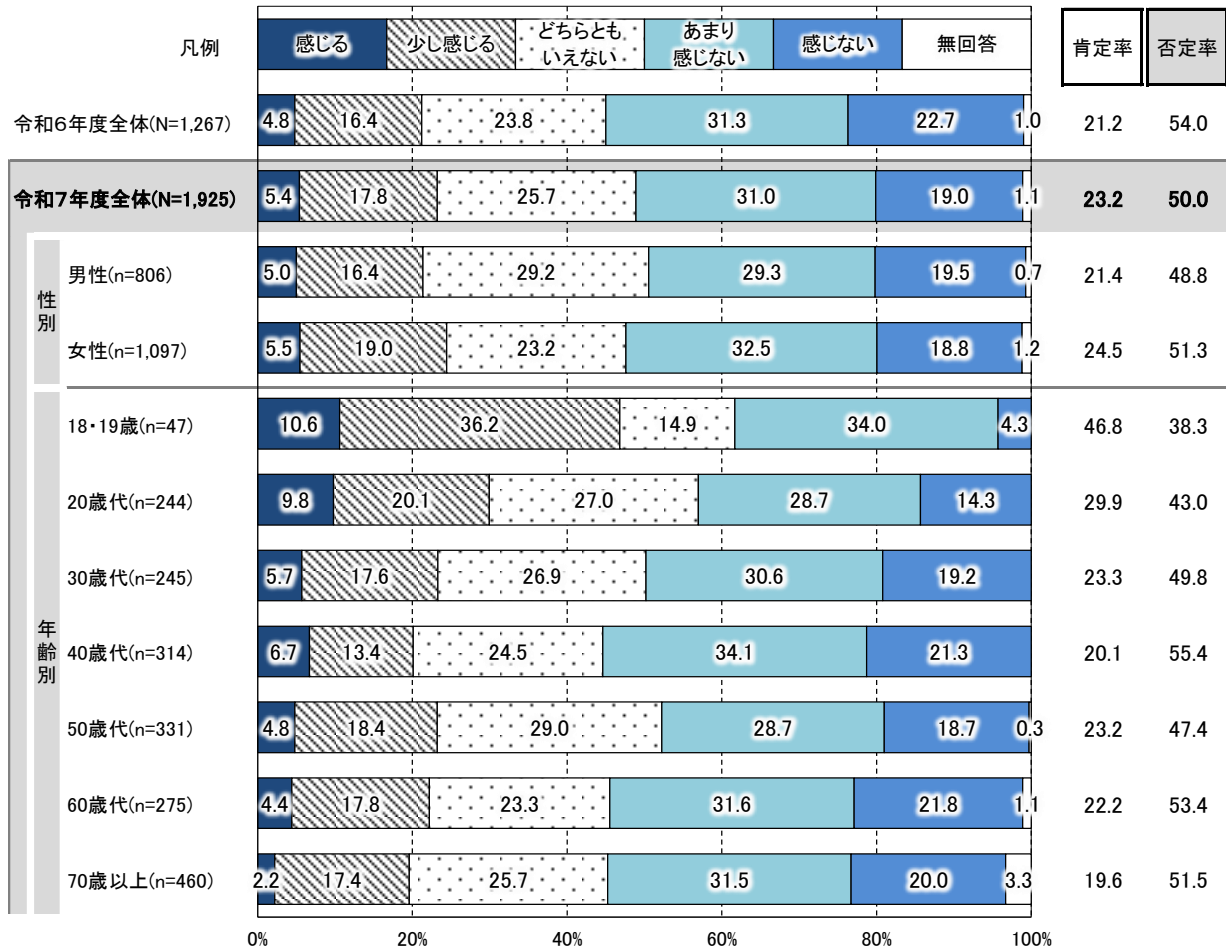 凡例 感じる 少し感じる どちらとも いえない あまり 感じない 感じない 無回答 肯定率 否定率
令和6年度全体(N=1,267) 4.8 16.4 23.8 31.3 22.7 1.0 21.2 54.0
令和7年度全体(N=1,925) 5.4 17.8 25.7 31.0 19.0 1.1 23.2 50.0
性別
男性(n=806) 5.0 16.4 29.2 29.3 19.5 0.7 21.4 48.8
女性(n=1,097) 5.5 19.0 23.2 32.5 18.8 1.2 24.5 51.3
年齢別
18・19歳(n=47) 10.6 36.2 14.9 34.0 4.3 46.8 38.3
20歳代(n=244) 9.8 20.1 27.0 28.7 14.3 29.9 43.0
30歳代(n=245) 5.7 17.6 26.9 30.6 19.2 23.3 49.8
40歳代(n=314) 6.7 13.4 24.5 34.1 21.3 20.1 55.4
50歳代(n=331) 4.8 18.4 29.0 28.7 18.7 0.3 23.2 47.4
60歳代(n=275) 4.4 17.8 23.3 31.6 21.8 1.1 22.2 53.4
70歳以上(n=460) 2.2 17.4 25.7 31.5 20.0 3.3 19.6 51.5
0% 20% 40% 60% 80% 100%